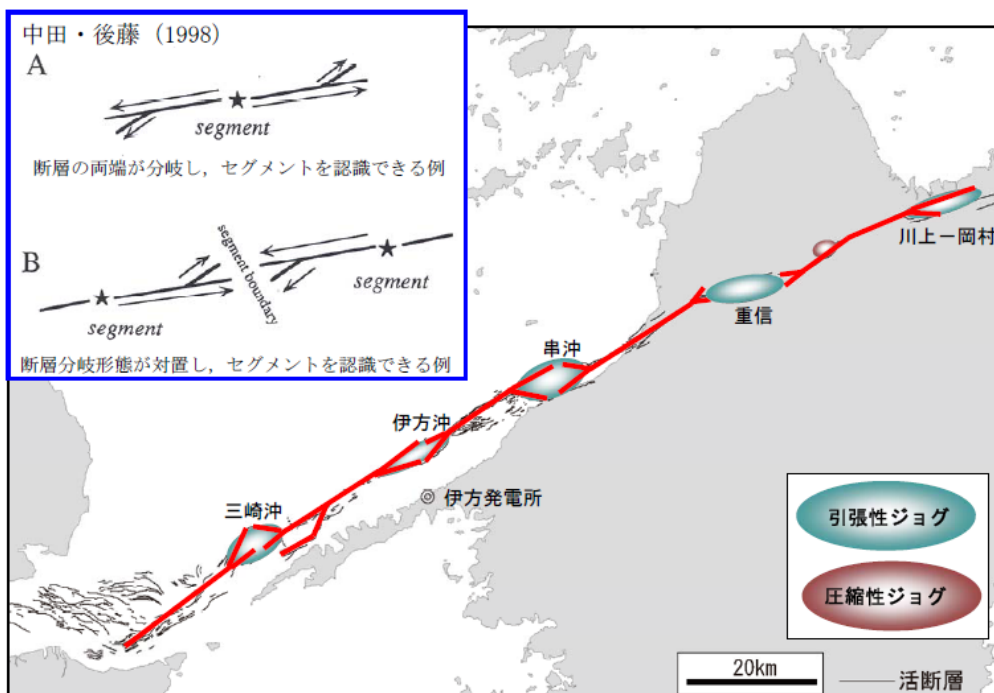 中田・後藤（1998）
A
segment
断層の両端が分岐し，セグメントを認識できる例
segment boundary
B
segment
segment
断層分岐形態が対置し，セグメントを認識できる例
川上－岡村
重信
串沖
伊方沖
伊方発電所
三崎沖
引張性ジョグ
圧縮性ジョグ
20km
活断層